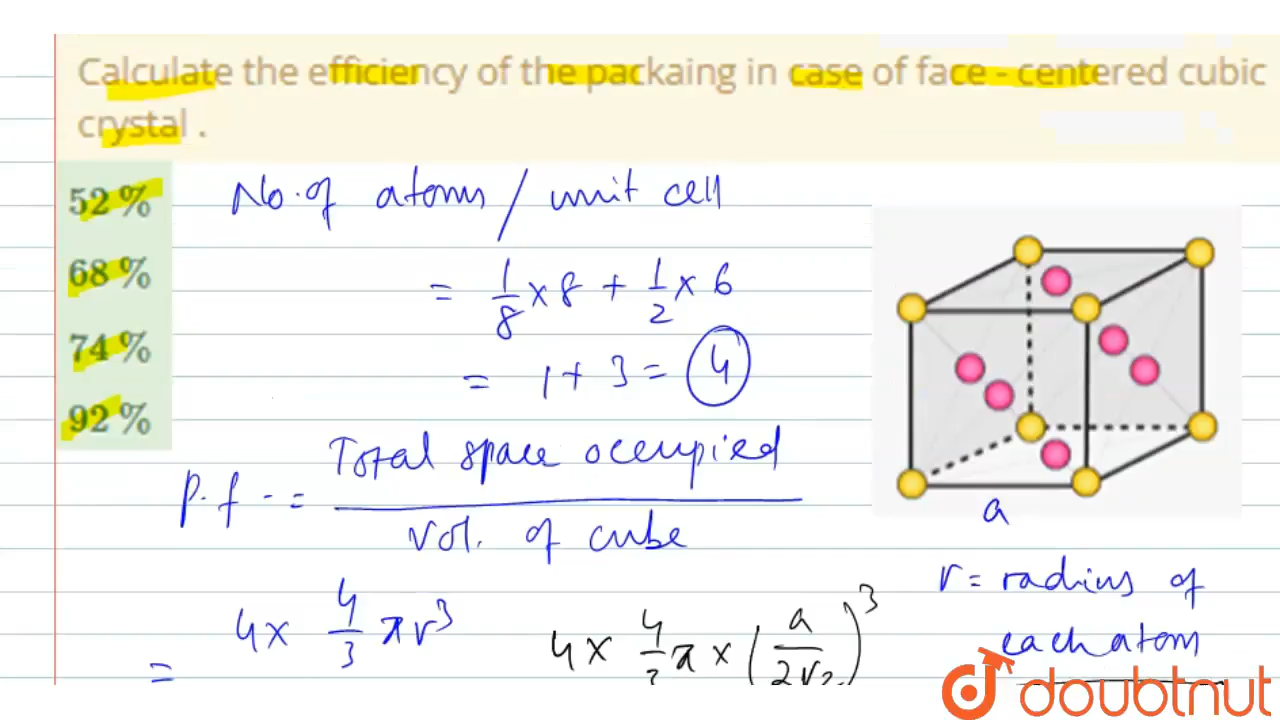 Calculate the efficiency of the packaing in case of face - centered cubic
crystal .
52 %
68 %
74 %
92 %
No. of atoms / unit cell
= 1/8 × 8 + 1/2 × 6
= 1 + 3 = 4
P.f = Total space occupied
Vol. of cube
a
r = radius of
each atom
= 4 × 4/3 πr³
4 × 4/3 π × (a/2√2)³
doubtnut